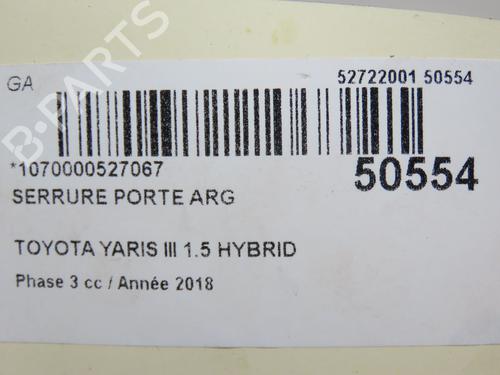 GA
52722001 50554
*1070000527067
50554
SERRURE PORTE ARG
TOYOTA YARIS III 1.5 HYBRID
Phase 3 cc / Année 2018
B-PARTS